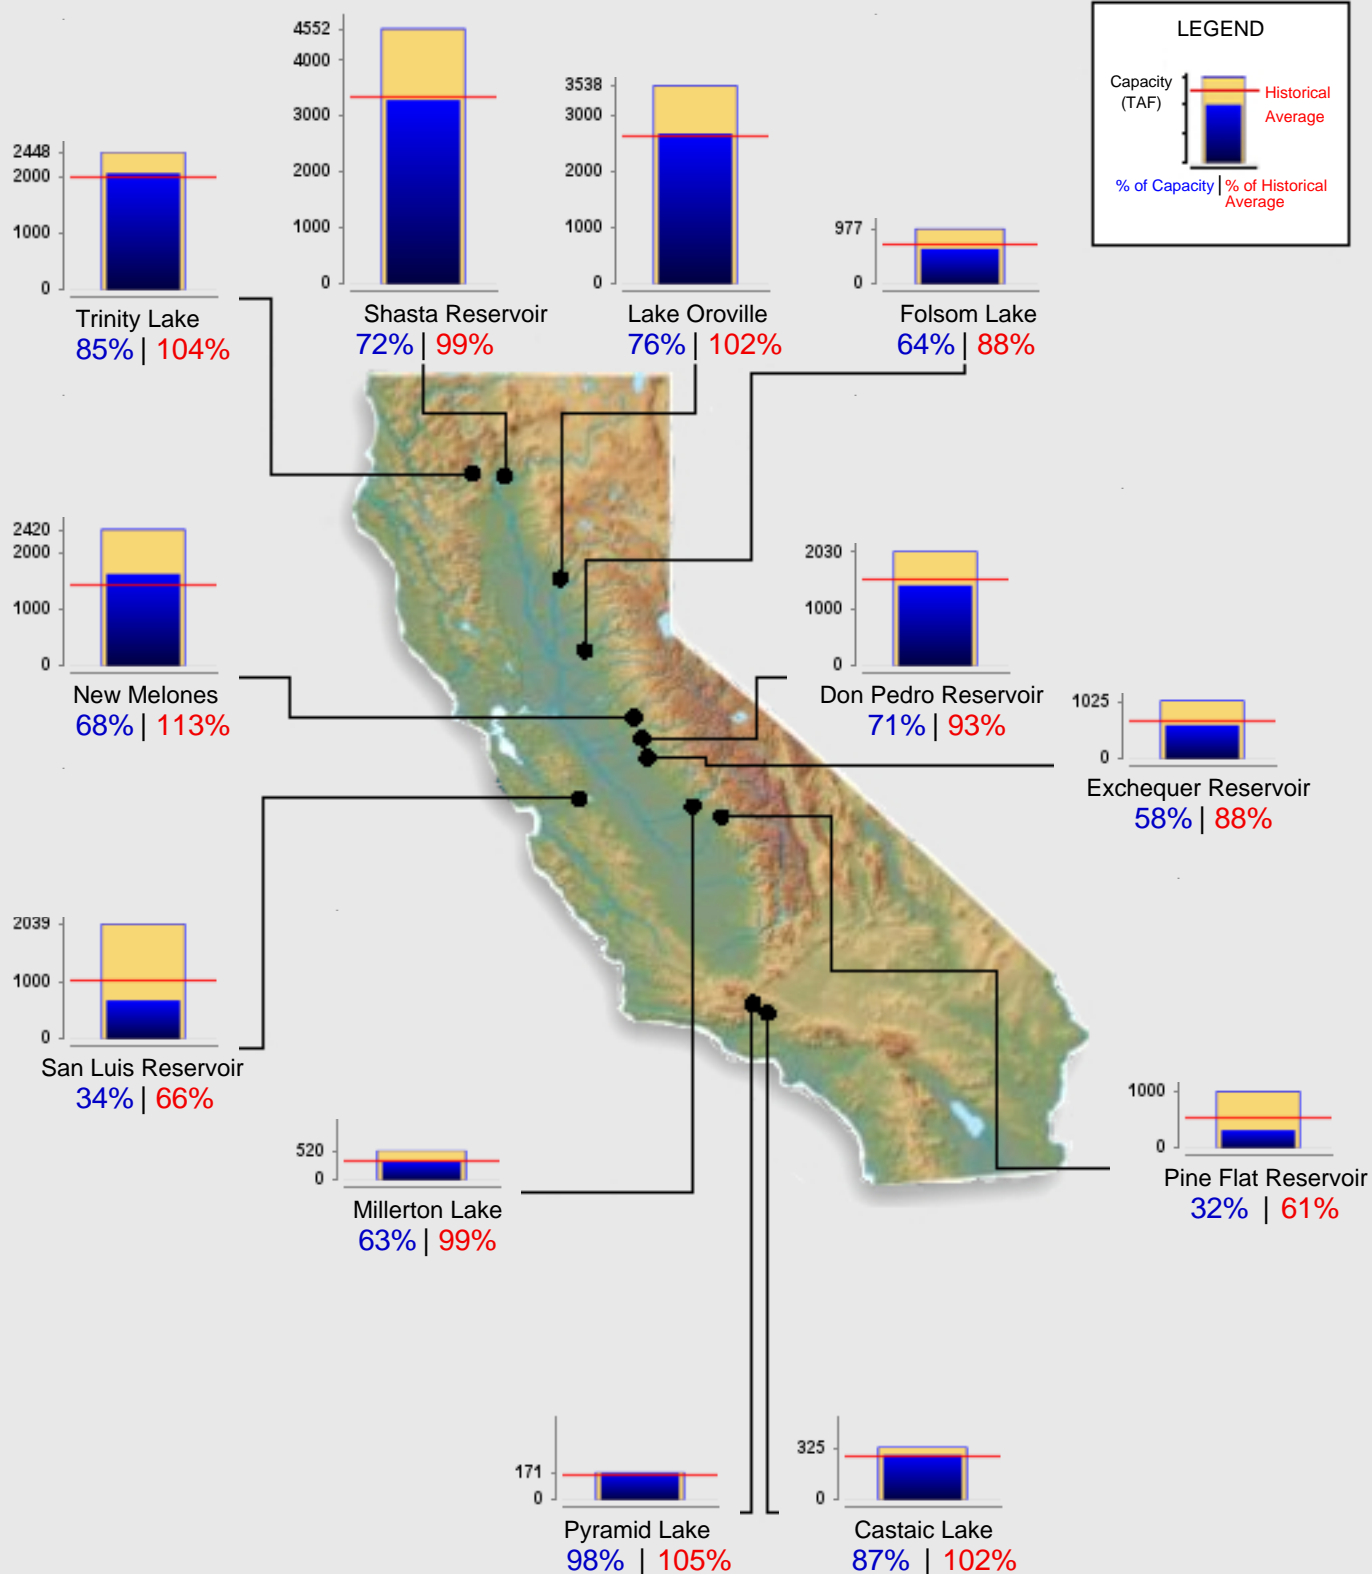 LEGEND
Capacity
(TAF)
Historical
Average
% of Capacity | % of Historical
Average
4552
4000
3000
2000
1000
0
Shasta Reservoir
72% | 99%
3538
3000
2000
1000
0
Lake Oroville
76% | 102%
2448
2000
1000
0
Trinity Lake
85% | 104%
977
0
Folsom Lake
64% | 88%
2420
2000
1000
0
New Melones
68% | 113%
2030
1000
0
Don Pedro Reservoir
71% | 93%
1025
0
Exchequer Reservoir
58% | 88%
2039
1000
0
San Luis Reservoir
34% | 66%
520
0
Millerton Lake
63% | 99%
1000
0
Pine Flat Reservoir
32% | 61%
171
0
Pyramid Lake
98% | 105%
325
0
Castaic Lake
87% | 102%